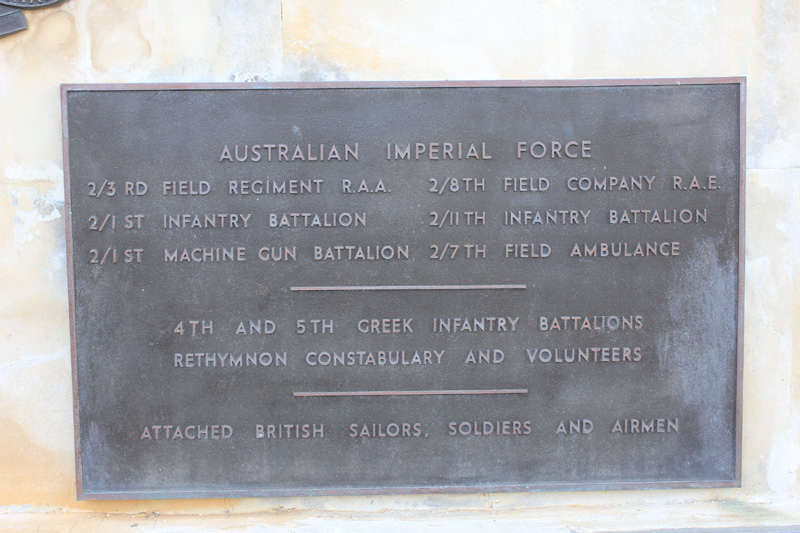 AUSTRALIAN IMPERIAL FORCE
2/3 RD FIELD REGIMENT R.A.A. 2/8TH FIELD COMPANY R.A.E.
2/1 ST INFANTRY BATTALION 2/11TH INFANTRY BATTALION
2/1 ST MACHINE GUN BATTALION 2/7TH FIELD AMBULANCE
4TH AND 5TH GREEK INFANTRY BATTALIONS
RETHYMNON CONSTABULARY AND VOLUNTEERS
ATTACHED BRITISH SAILORS, SOLDIERS AND AIRMEN